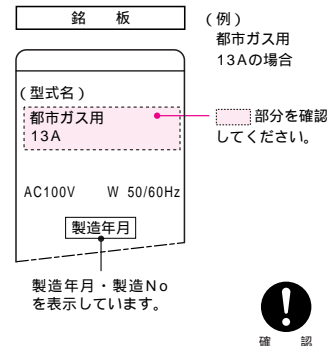 銘 板
(例)
都市ガス用
13Aの場合
(型式名)
都市ガス用
13A
部分を確認
してください。
AC100V W 50/60Hz
製造年月
製造年月・製造No
を表示しています。
確 認